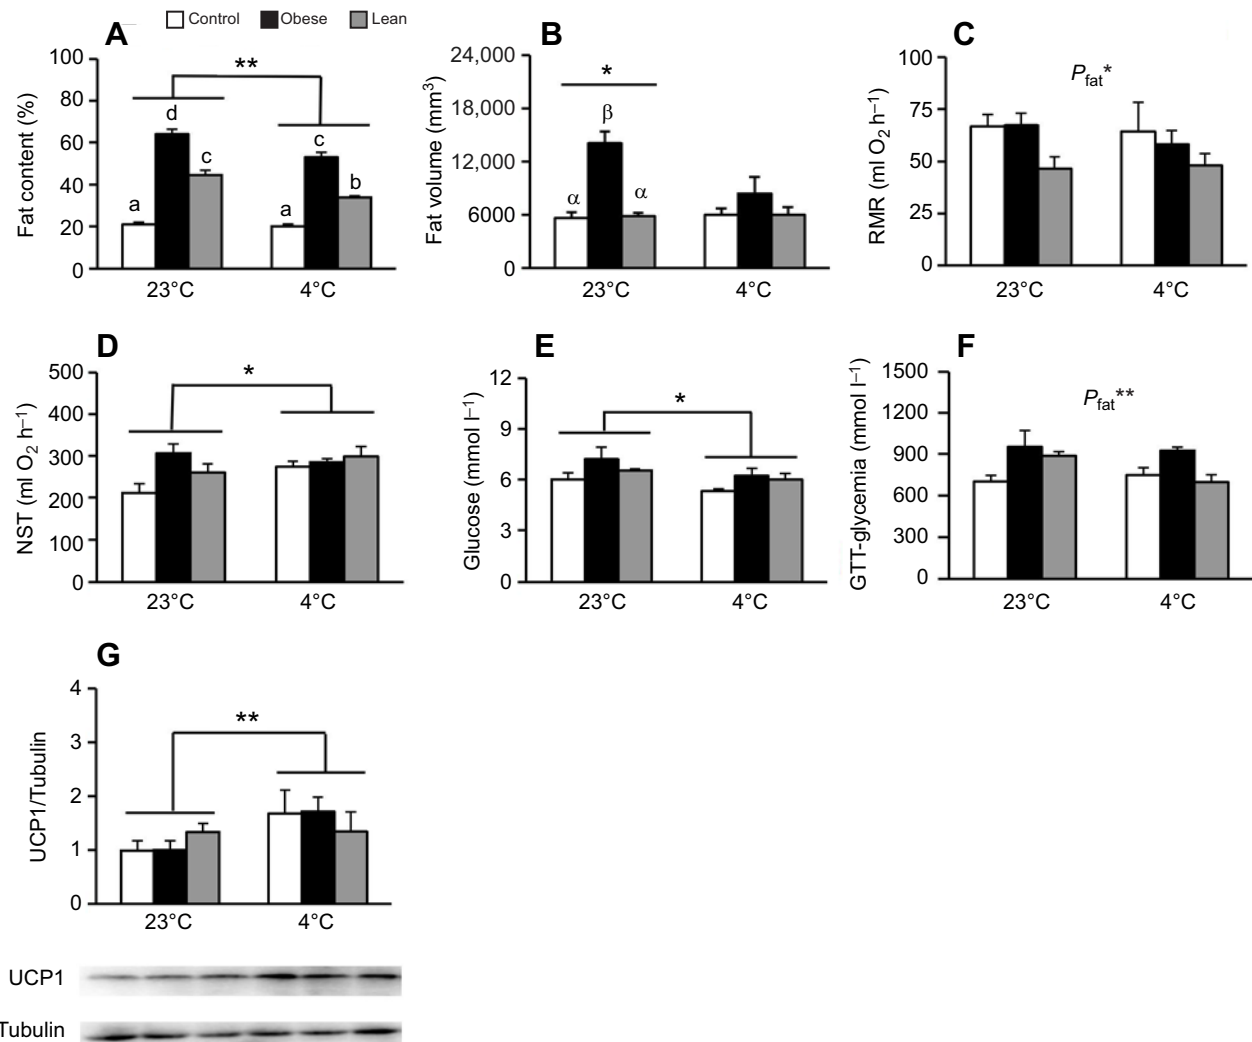 Control Obese Lean
A
Fat content (%)
100
80
60
40
20
0
**
a
d
c
a
c
b
23°C
4°C
B
Fat volume (mm³)
24,000
18,000
12,000
6000
0
*
α
β
α
23°C
4°C
C
RMR (ml O₂ h⁻¹)
100
75
50
25
0
Pfat*
23°C
4°C
D
NST (ml O₂ h⁻¹)
500
400
300
200
100
0
*
23°C
4°C
E
Glucose (mmol l⁻¹)
12
9
6
3
0
*
23°C
4°C
F
GTT-glycemia (mmol l⁻¹)
1500
1200
900
600
300
0
Pfat**
23°C
4°C
G
UCP1/Tubulin
4
3
2
1
0
**
23°C
4°C
UCP1
Tubulin